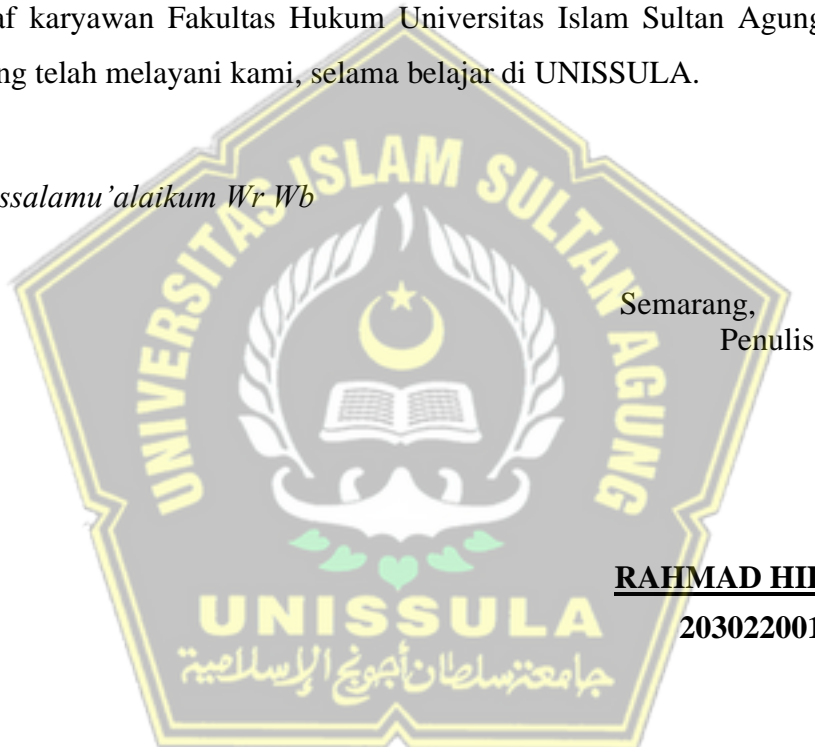 af karyawan Fakultas Hukum Universitas Islam Sultan Agung
ng telah melayani kami, selama belajar di UNISSULA.
ssalamu’alaikum Wr Wb
Semarang,
Penulis
RAHMAD HI
203022001
UNIVERSITAS ISLAM SULTAN AGUNG
UNISSULA
جامعة سلطان أجونج الإسلامية